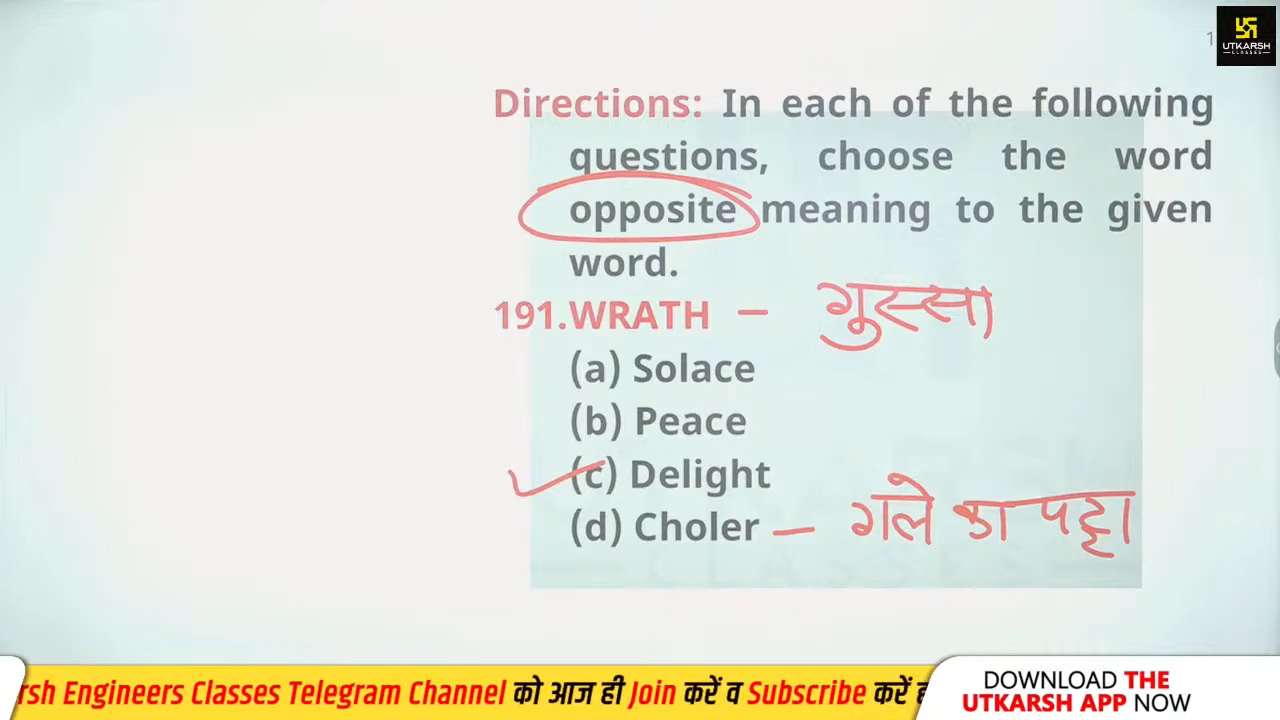 1
UTKARSH
CLASSES
Directions: In each of the following
questions, choose the word
opposite meaning to the given
word.
191. WRATH – गुस्सा
(a) Solace
(b) Peace
(c) Delight
(d) Choler – गले का पट्टा
CLASSES
rsh Engineers Classes Telegram Channel को आज ही Join करें व Subscribe करें
DOWNLOAD THE
UTKARSH APP NOW